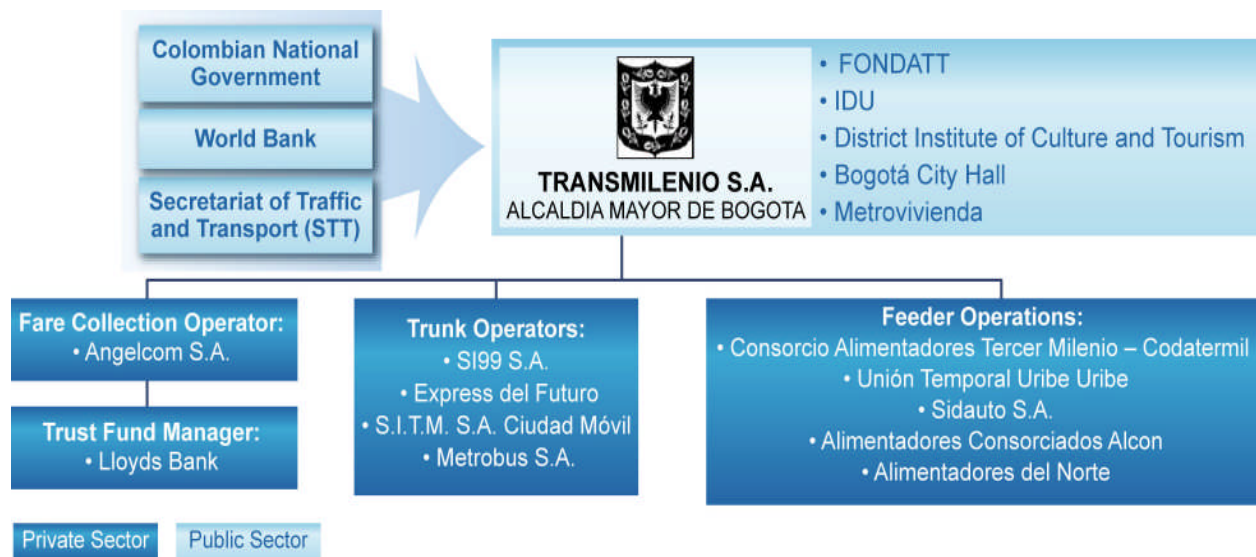 Colombian National
Government
World Bank
Secretariat of Traffic
and Transport (STT)
TRANSMILENIO S.A.
ALCALDIA MAYOR DE BOGOTA
• FONDATT
• IDU
• District Institute of Culture and Tourism
• Bogotá City Hall
• Metrovivienda
Fare Collection Operator:
• Angelcom S.A.
Trust Fund Manager:
• Lloyds Bank
Trunk Operators:
• SI99 S.A.
• Express del Futuro
• S.I.T.M. S.A. Ciudad Móvil
• Metrobus S.A.
Feeder Operations:
• Consorcio Alimentadores Tercer Milenio – Codatermil
• Unión Temporal Uribe Uribe
• Sidauto S.A.
• Alimentadores Consorciados Alcon
• Alimentadores del Norte
Private Sector
Public Sector